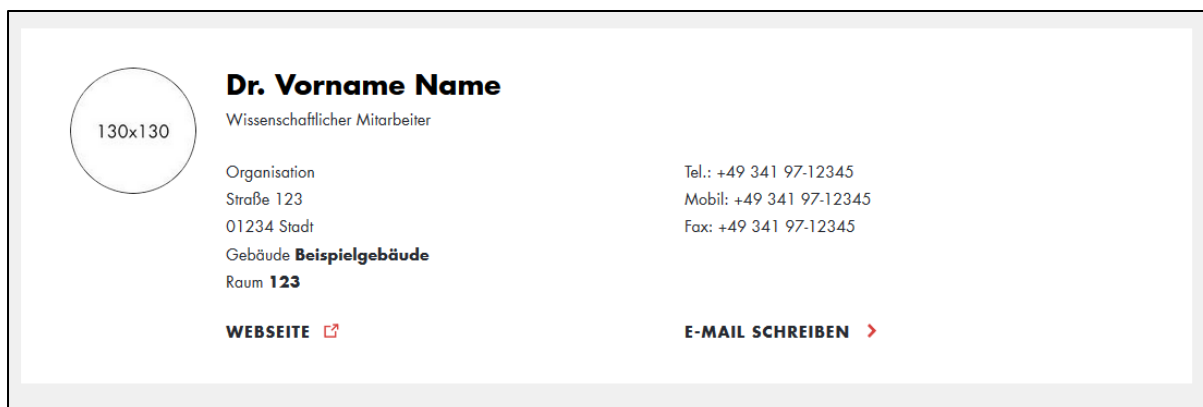 130x130
Dr. Vorname Name
Wissenschaftlicher Mitarbeiter
Organisation
Straße 123
01234 Stadt
Gebäude Beispielgebäude
Raum 123
Tel.: +49 341 97-12345
Mobil: +49 341 97-12345
Fax: +49 341 97-12345
WEBSEITE
E-MAIL SCHREIBEN